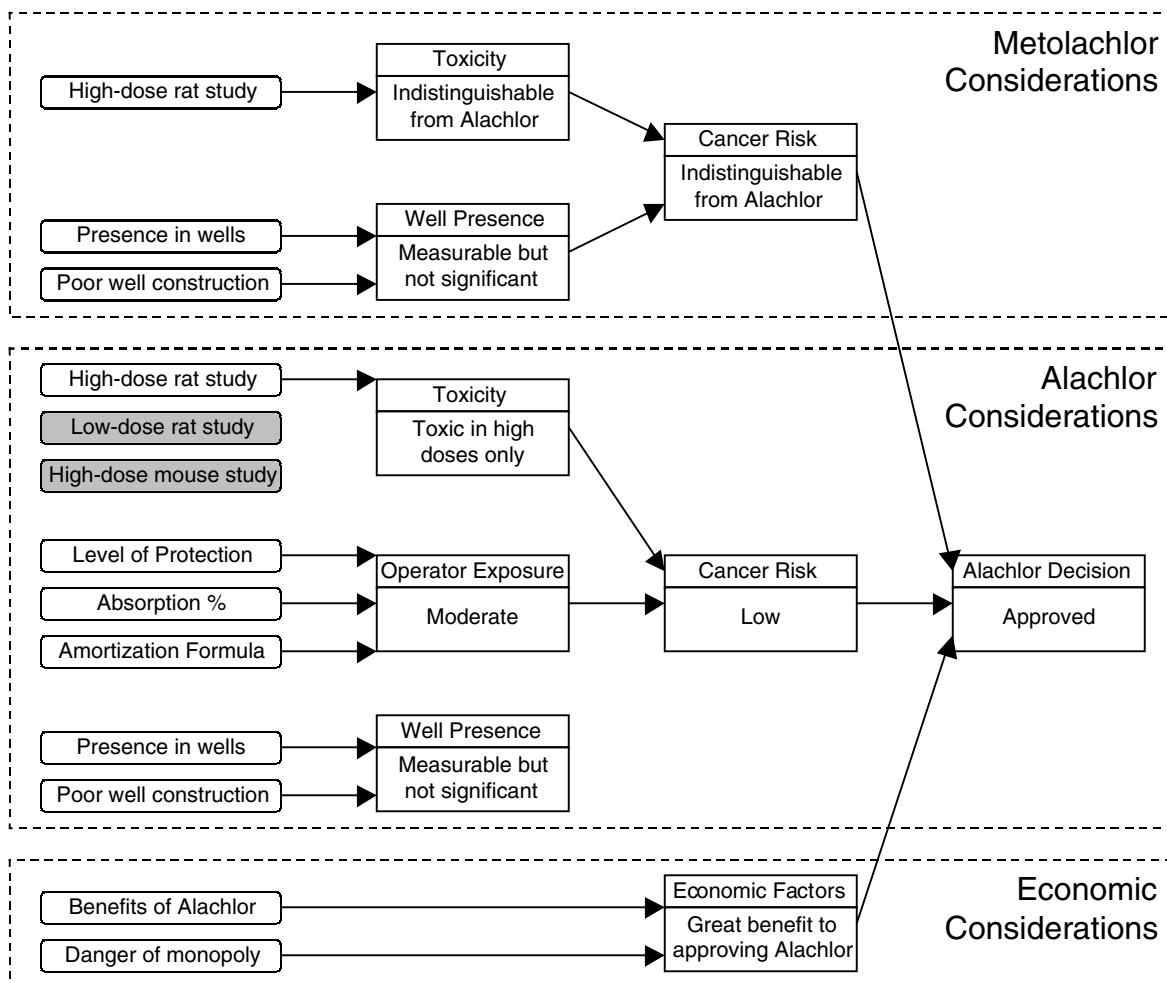 Metolachlor
Considerations
High-dose rat study
Toxicity
Indistinguishable
from Alachlor
Cancer Risk
Indistinguishable
from Alachlor
Presence in wells
Poor well construction
Well Presence
Measurable but
not significant
Alachlor
Considerations
High-dose rat study
Low-dose rat study
High-dose mouse study
Toxicity
Toxic in high
doses only
Level of Protection
Absorption %
Amortization Formula
Operator Exposure
Moderate
Cancer Risk
Low
Alachlor Decision
Approved
Presence in wells
Poor well construction
Well Presence
Measurable but
not significant
Economic
Considerations
Benefits of Alachlor
Danger of monopoly
Economic Factors
Great benefit to
approving Alachlor